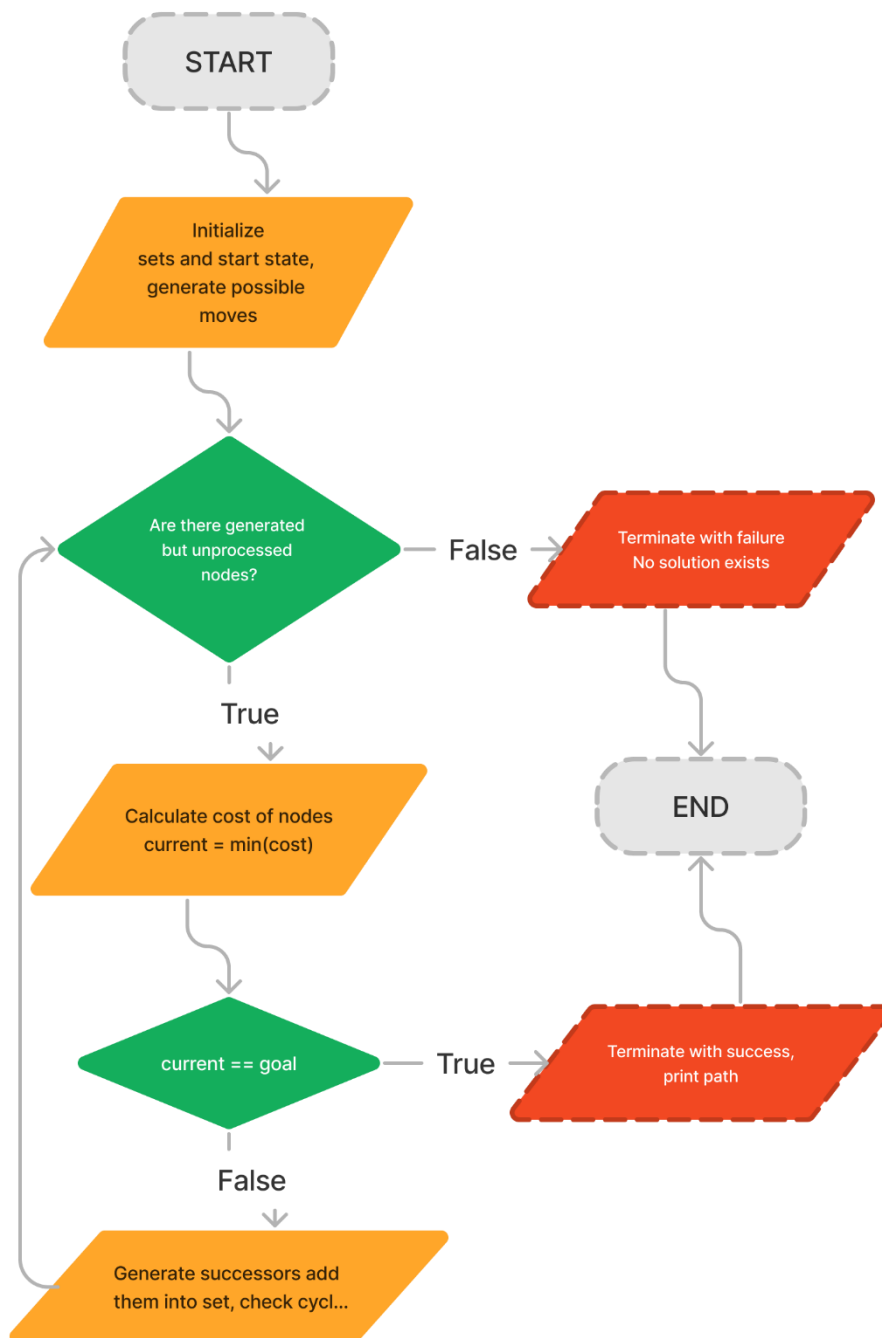 START
Initialize
sets and start state,
generate possible
moves
Are there generated
but unprocessed
nodes?
False
Terminate with failure
No solution exists
True
Calculate cost of nodes
current = min(cost)
END
current == goal
True
Terminate with success,
print path
False
Generate successors add
them into set, check cycl...